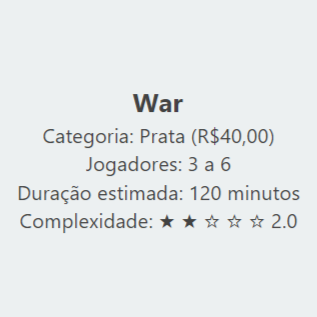 War
Categoria: Prata (R$40,00)
Jogadores: 3 a 6
Duração estimada: 120 minutos
Complexidade: ★ ★ ☆ ☆ ☆ 2.0